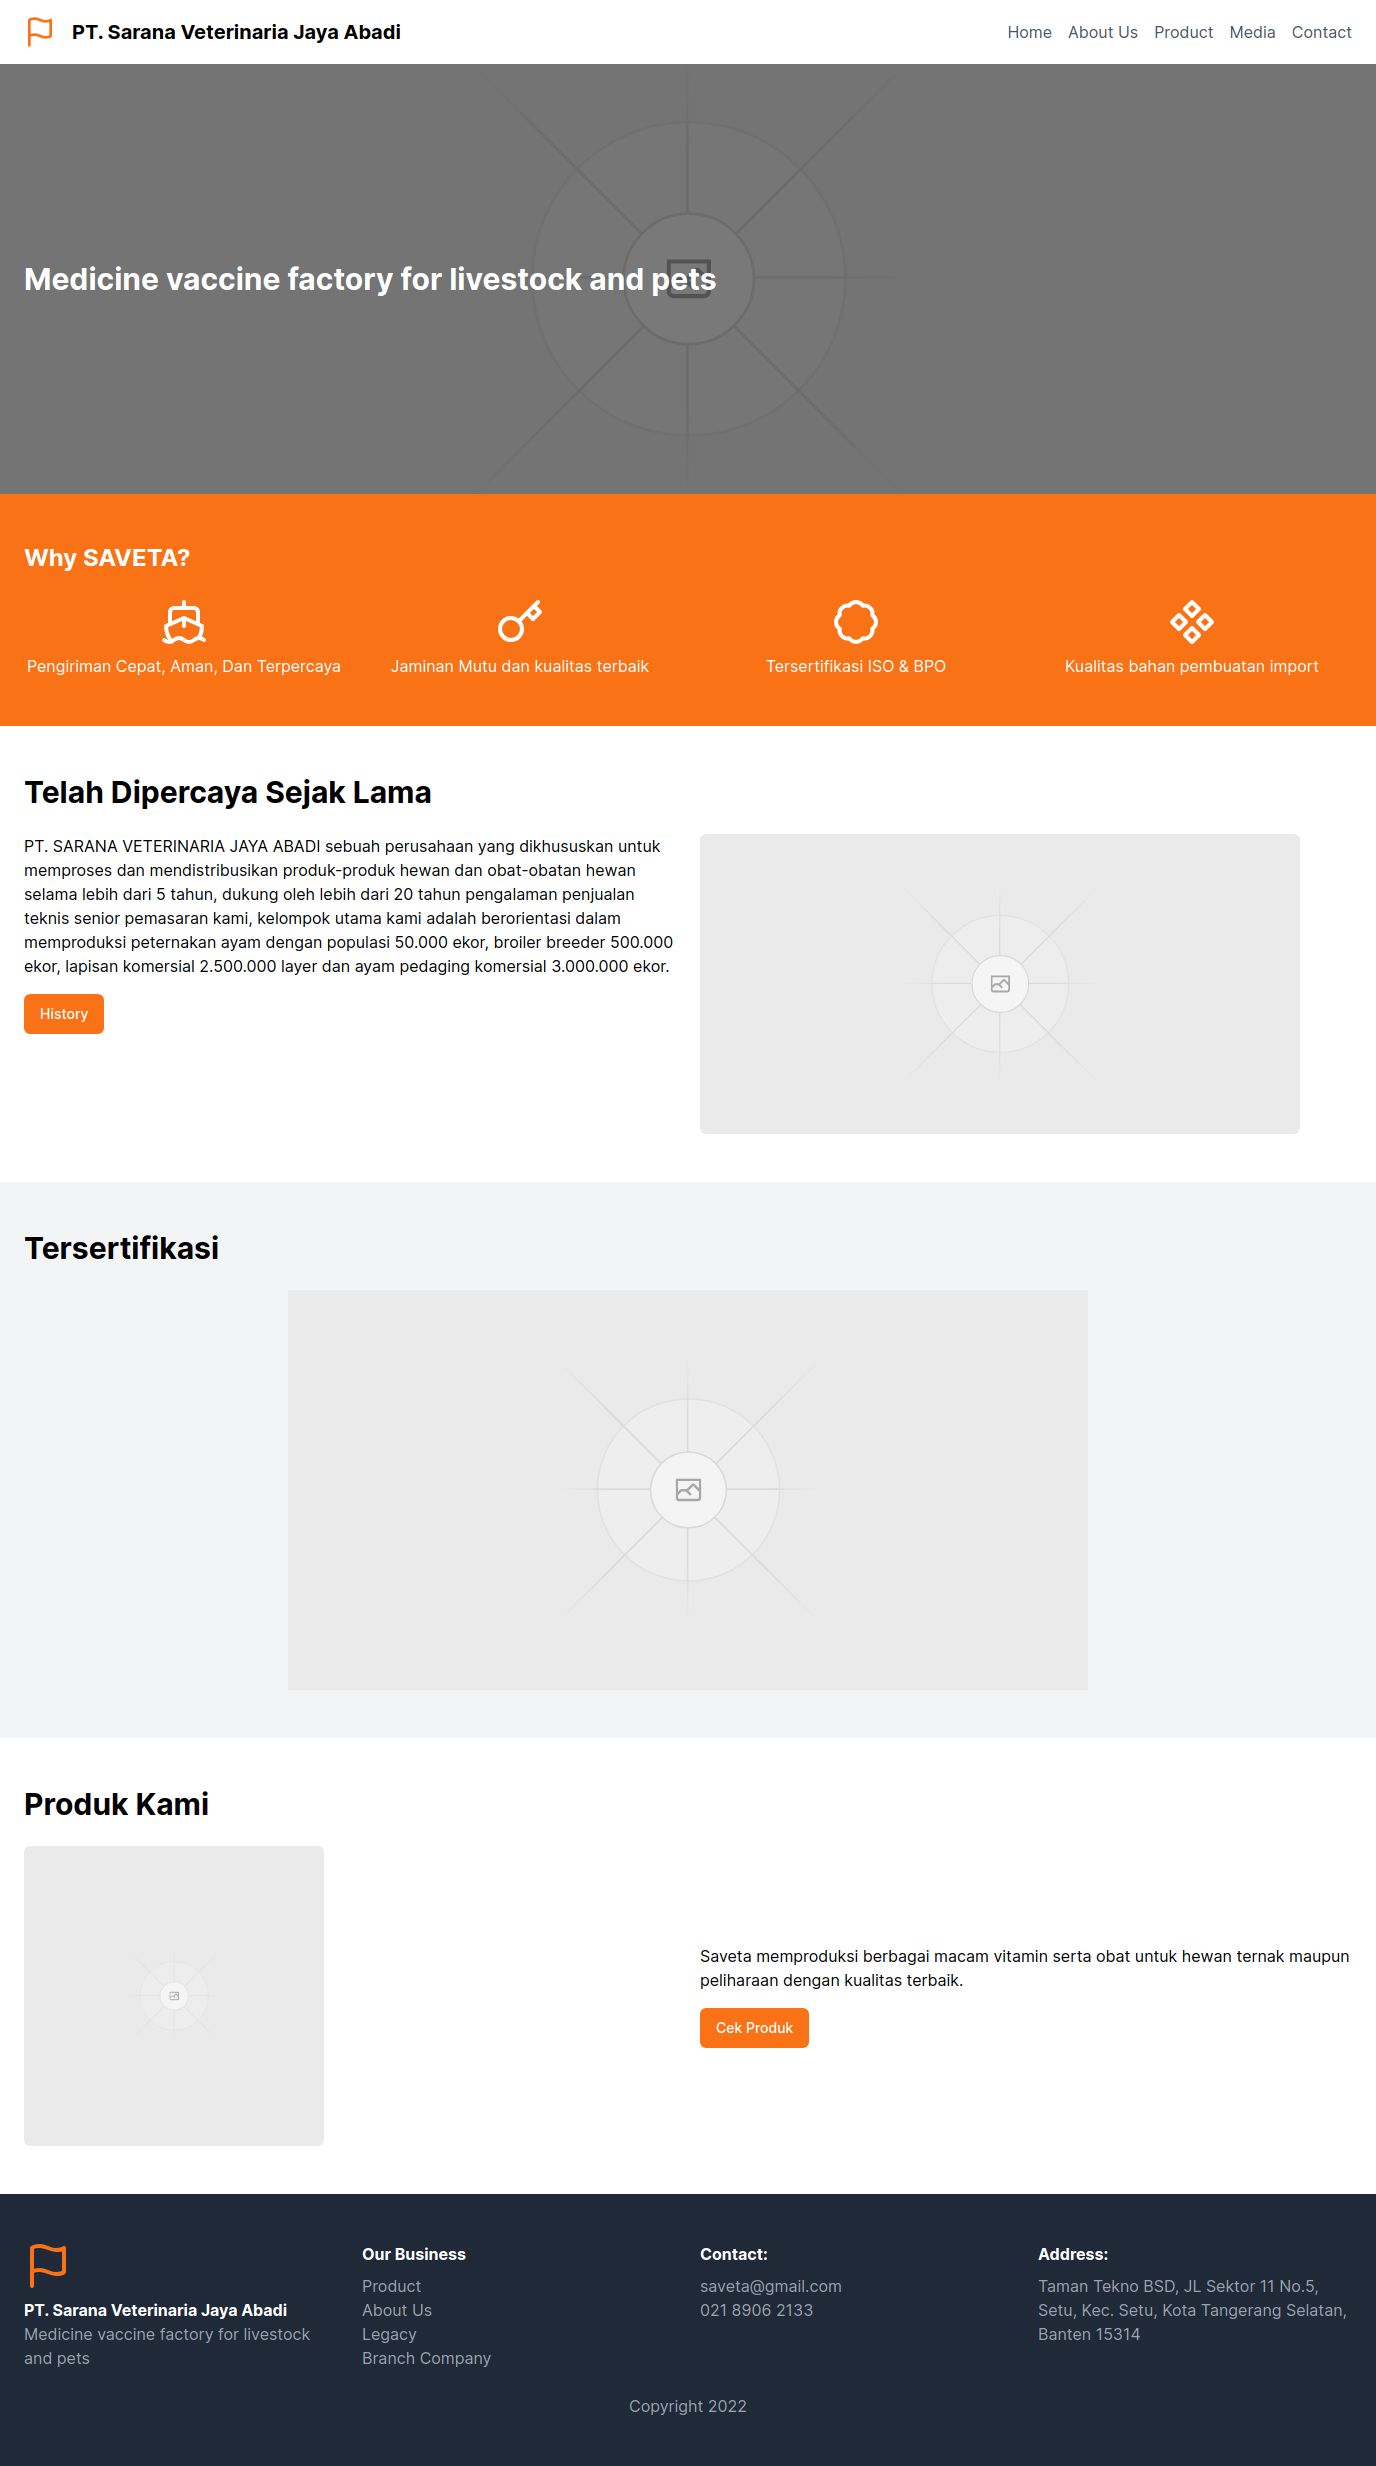 PT. Sarana Veterinaria Jaya Abadi
Home About Us Product Media Contact
Medicine vaccine factory for livestock and pets
Why SAVETA?
Pengiriman Cepat, Aman, Dan Terpercaya
Jaminan Mutu dan kualitas terbaik
Tersertifikasi ISO & BPO
Kualitas bahan pembuatan import
Telah Dipercaya Sejak Lama
PT. SARANA VETERINARIA JAYA ABADI sebuah perusahaan yang dikhususkan untuk
memproses dan mendistribusikan produk-produk hewan dan obat-obatan hewan
selama lebih dari 5 tahun, dukung oleh lebih dari 20 tahun pengalaman penjualan
teknis senior pemasaran kami, kelompok utama kami adalah berorientasi dalam
memproduksi peternakan ayam dengan populasi 50.000 ekor, broiler breeder 500.000
ekor, lapisan komersial 2.500.000 layer dan ayam pedaging komersial 3.000.000 ekor.
History
Tersertifikasi
Produk Kami
Saveta memproduksi berbagai macam vitamin serta obat untuk hewan ternak maupun
peliharaan dengan kualitas terbaik.
Cek Produk
PT. Sarana Veterinaria Jaya Abadi
Medicine vaccine factory for livestock
and pets
Our Business
Product
About Us
Legacy
Branch Company
Contact:
saveta@gmail.com
021 8906 2133
Address:
Taman Tekno BSD, JL Sektor 11 No.5,
Setu, Kec. Setu, Kota Tangerang Selatan,
Banten 15314
Copyright 2022